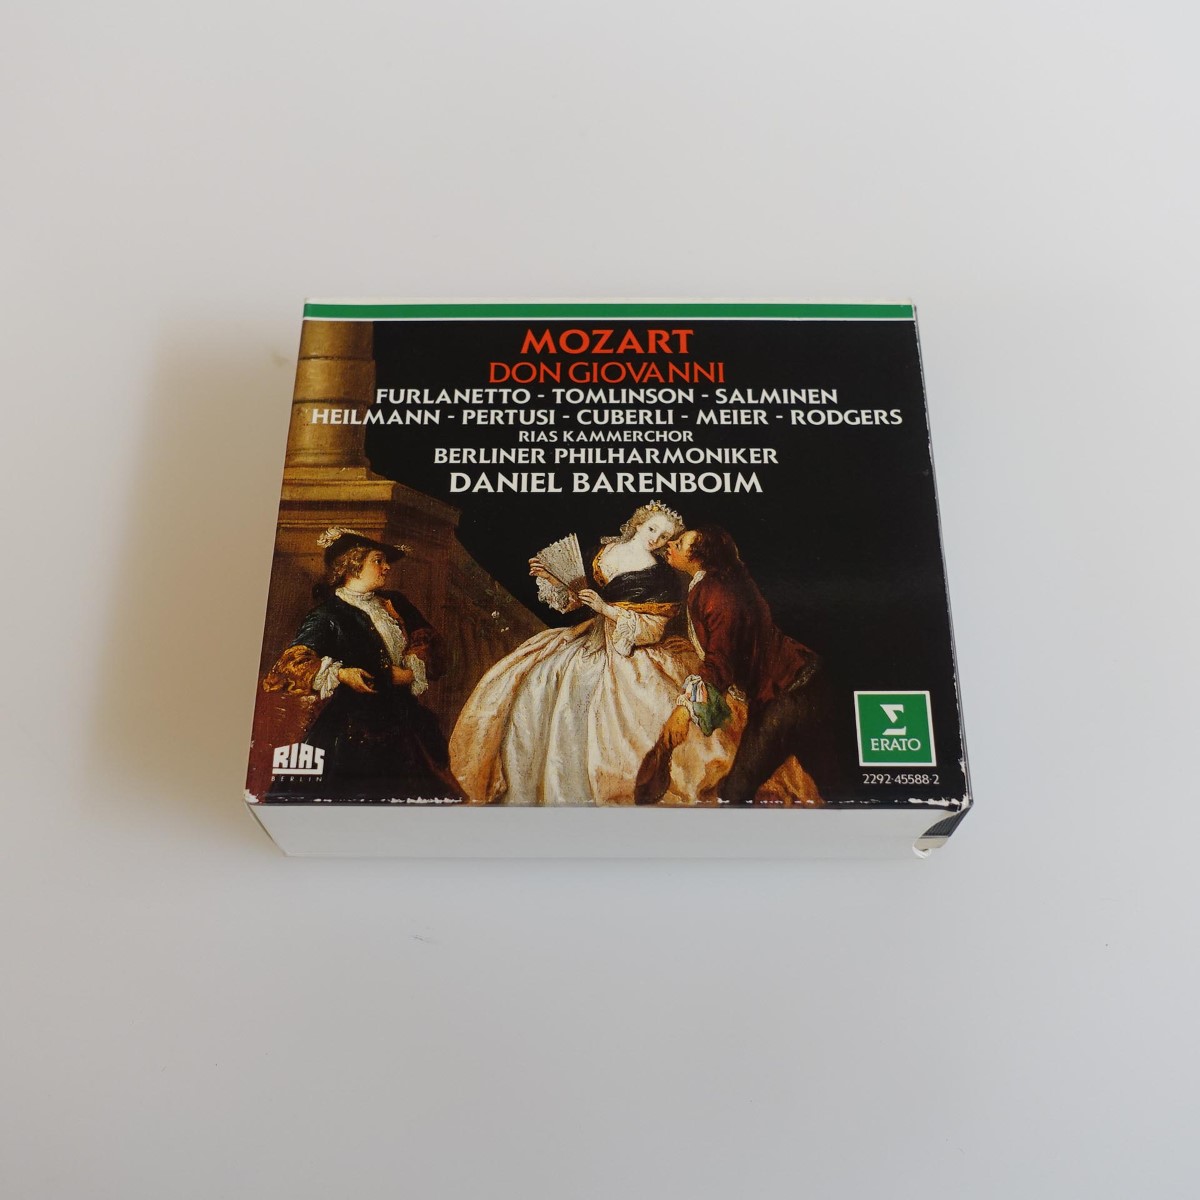 MOZART
DON GIOVANNI
FURLANETTO - TOMLINSON - SALMINEN
HEILMANN - PERTUSI - CUBERLI - MEIER - RODGERS
RIAS KAMMERCHOR
BERLINER PHILHARMONIKER
DANIEL BARENBOIM
RIAS
BERLIN
ERATO
2292-45588-2